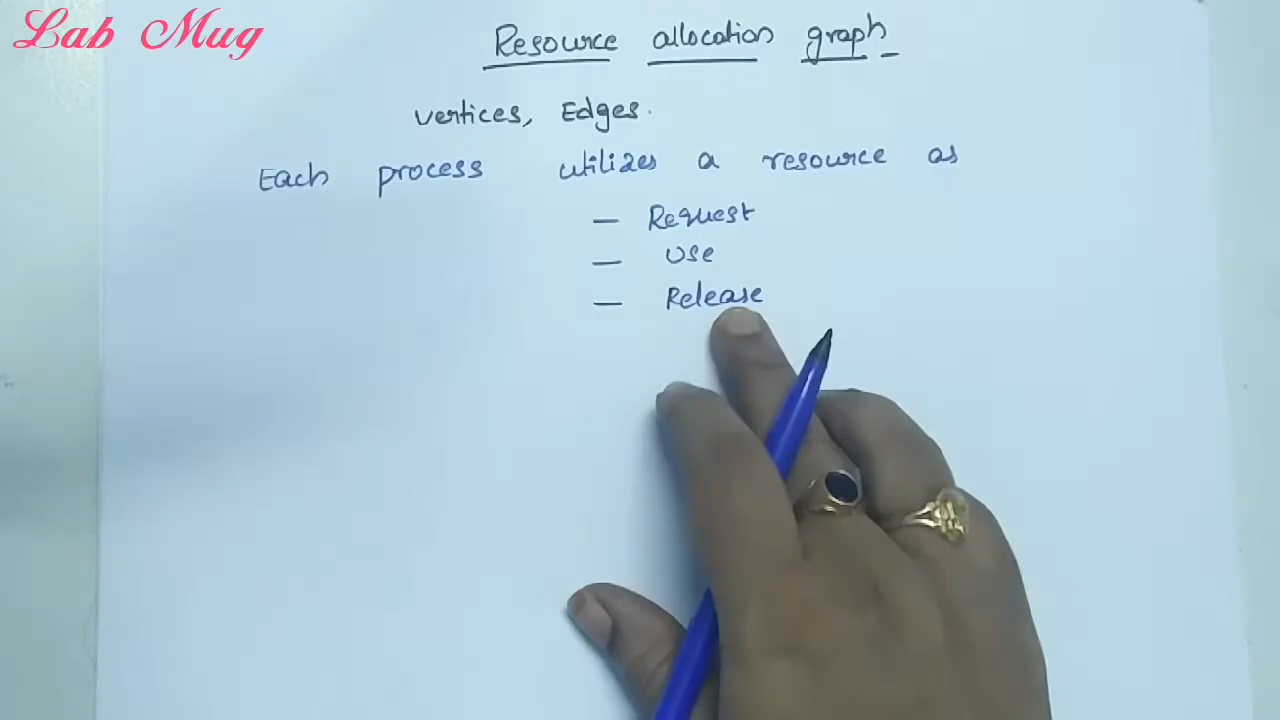 Lab Mug
Resource allocation graph
vertices, Edges.
Each process utilizes a resource as
— Request
— Use
— Release